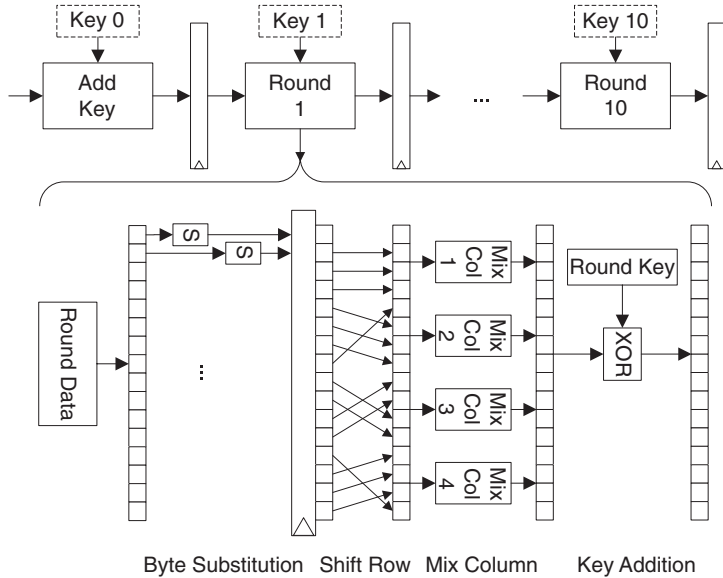 Key 0
Key 1
Key 10
Add
Key
Round
1
...
Round
10
S
S
Mix
Col
1
Round Key
Round Data
Mix
Col
2
XOR
...
Mix
Col
3
Mix
Col
4
Byte Substitution
Shift Row
Mix Column
Key Addition